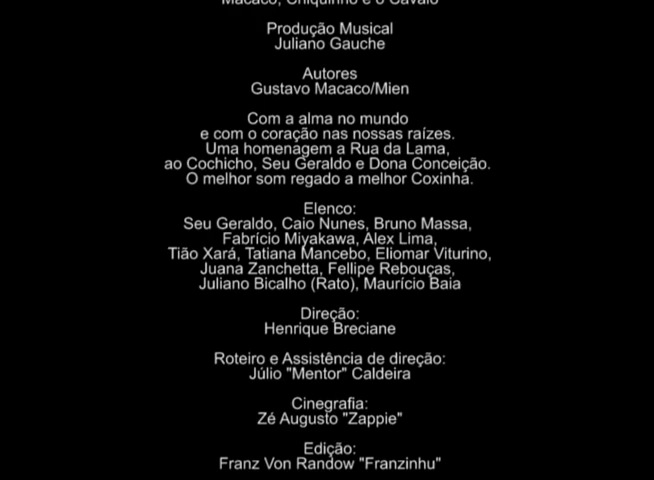 Macaco, Chiquinho e o Cavalo
Produção Musical
Juliano Gauche
Autores
Gustavo Macaco/Mien
Com a alma no mundo
e com o coração nas nossas raízes.
Uma homenagem a Rua da Lama,
ao Cochicho, Seu Geraldo e Dona Conceição.
O melhor som regado a melhor Coxinha.
Elenco:
Seu Geraldo, Caio Nunes, Bruno Massa,
Fabrício Miyakawa, Alex Lima,
Tião Xará, Tatiana Mancebo, Eliomar Viturino,
Juana Zanchetta, Fellipe Rebouças,
Juliano Bicalho (Rato), Maurício Baia
Direção:
Henrique Breciane
Roteiro e Assistência de direção:
Júlio "Mentor" Caldeira
Cinegrafia:
Zé Augusto "Zappie"
Edição:
Franz Von Randow "Franzinhu"